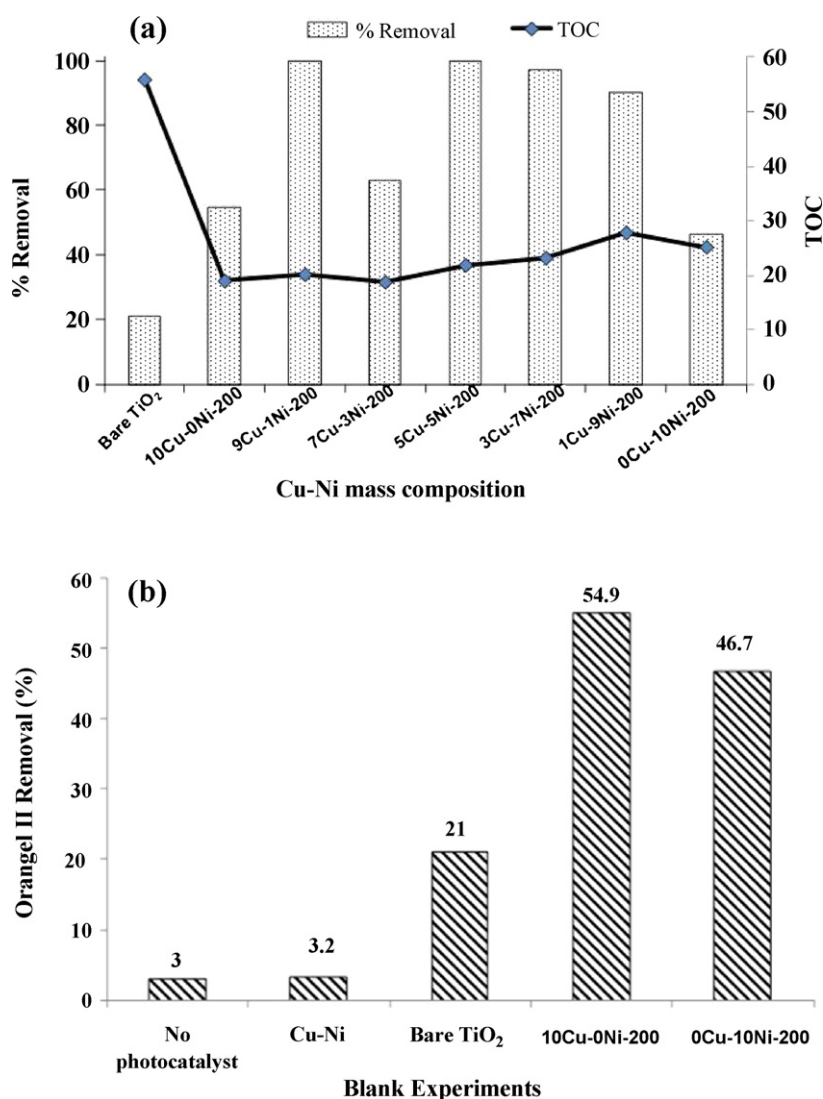 (a)
% Removal
TOC
100
80
60
40
20
0
% Removal
60
50
40
30
20
10
0
TOC
Bare TiO₂
10Cu-0Ni-200
9Cu-1Ni-200
7Cu-3Ni-200
5Cu-5Ni-200
3Cu-7Ni-200
1Cu-9Ni-200
0Cu-10Ni-200
Cu-Ni mass composition
(b)
60
50
40
30
20
10
0
Orangel II Removal (%)
3
3.2
21
54.9
46.7
No
photocatalyst
Cu-Ni
Bare TiO₂
10Cu-0Ni-200
0Cu-10Ni-200
Blank Experiments